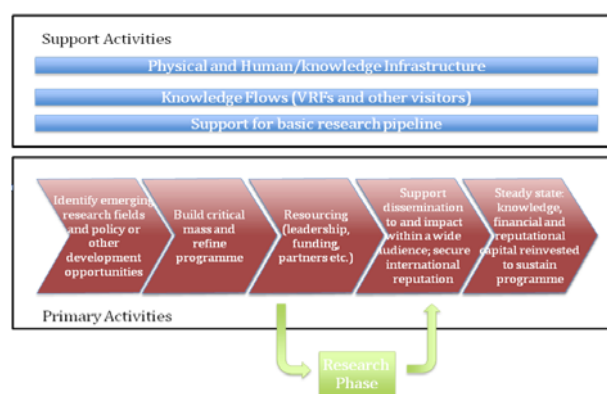 Support Activities
Physical and Human/knowledge Infrastructure
Knowledge Flows (VRFs and other visitors)
Support for basic research pipeline
Identify emerging
research fields
and policy or
other
development
opportunities
Build critical
mass and
refine
programme
Resourcing
(leadership,
funding,
partners etc.)
Support
dissemination
to and impact
within a wide
audience; secure
international
reputation
Steady state:
knowledge,
financial and
reputational
capital reinvested
to sustain
programme
Primary Activities
Research
Phase